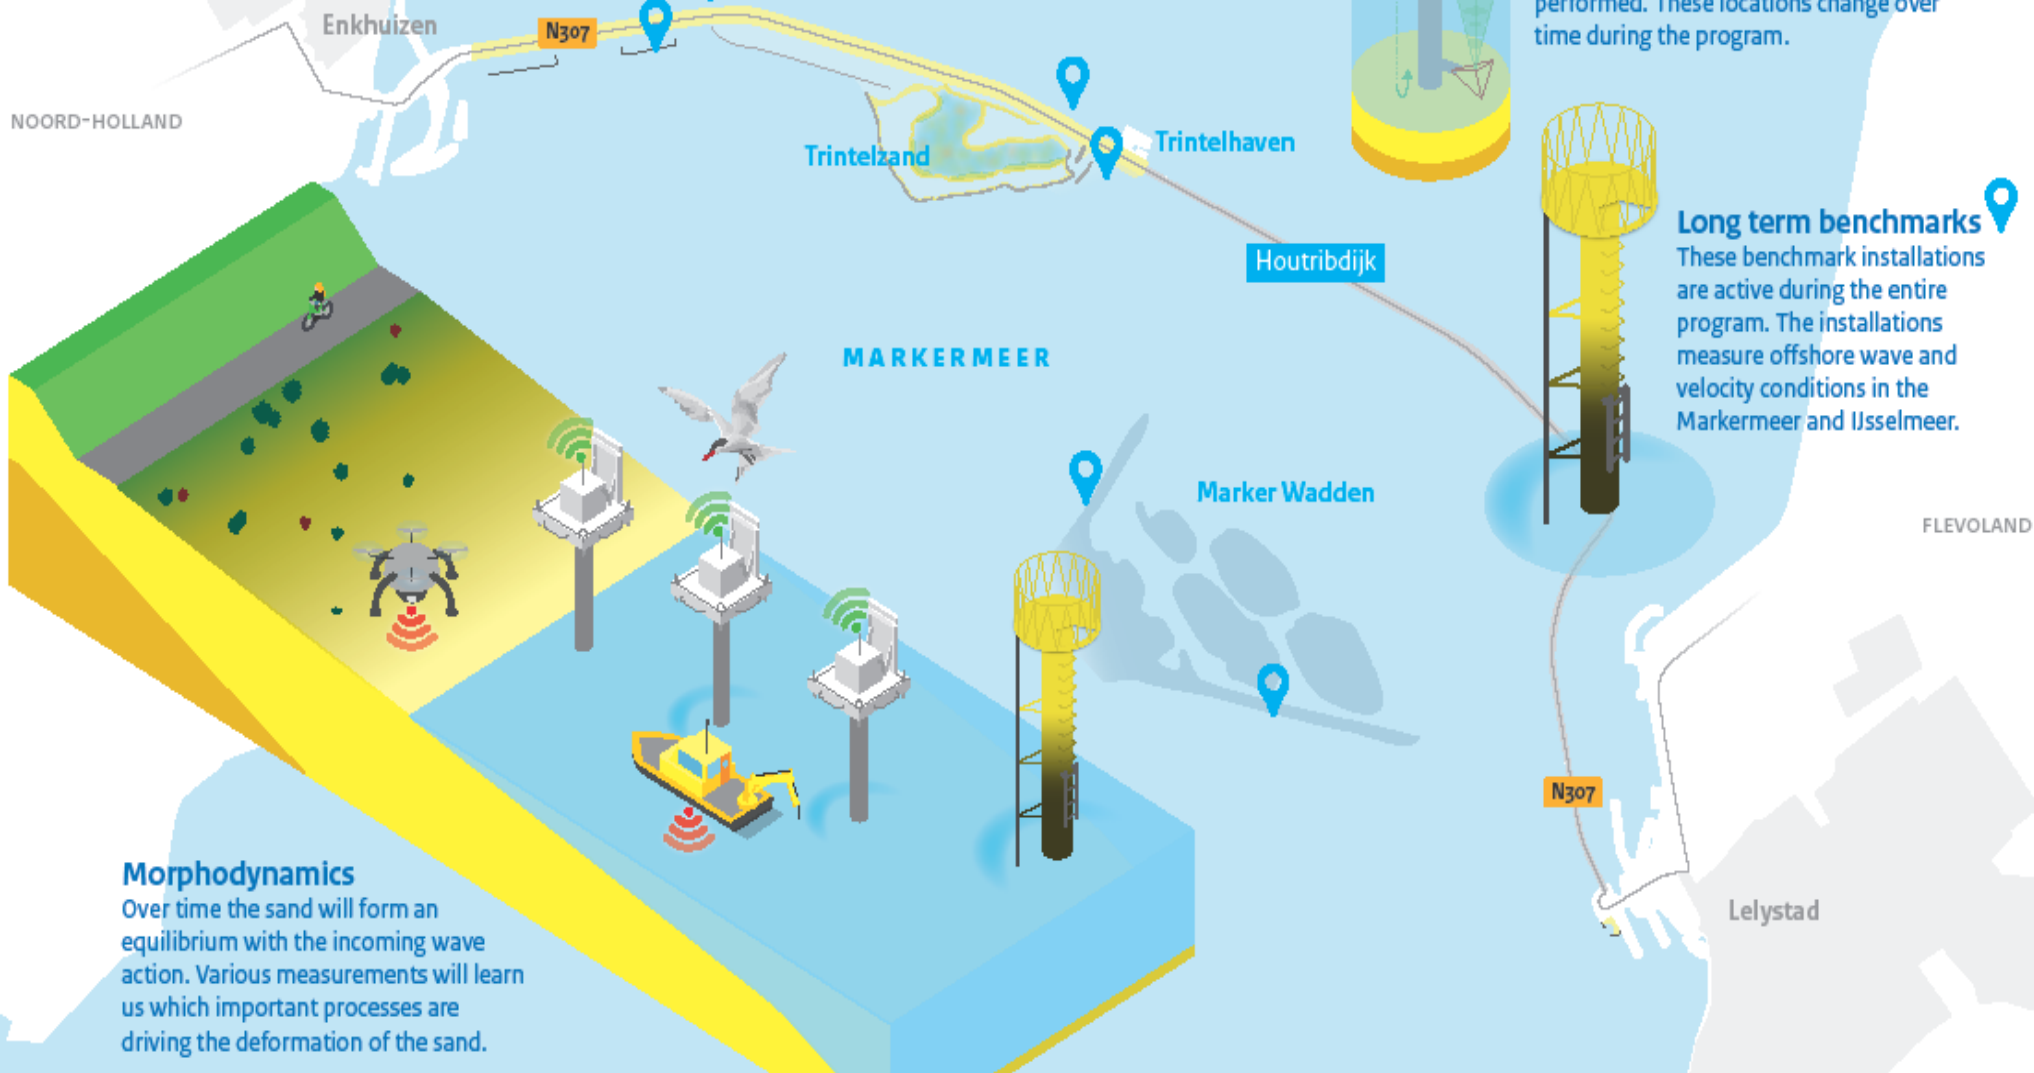 performed. These locations change over
time during the program.
Enkhuizen
N307
NOORD-HOLLAND
Trintelzand
Trintelhaven
Houtribdijk
Long term benchmarks
These benchmark installations
are active during the entire
program. The installations
measure offshore wave and
velocity conditions in the
Markermeer and IJsselmeer.
MARKERMEER
Marker Wadden
FLEVOLAND
N307
Lelystad
Morphodynamics
Over time the sand will form an
equilibrium with the incoming wave
action. Various measurements will learn
us which important processes are
driving the deformation of the sand.